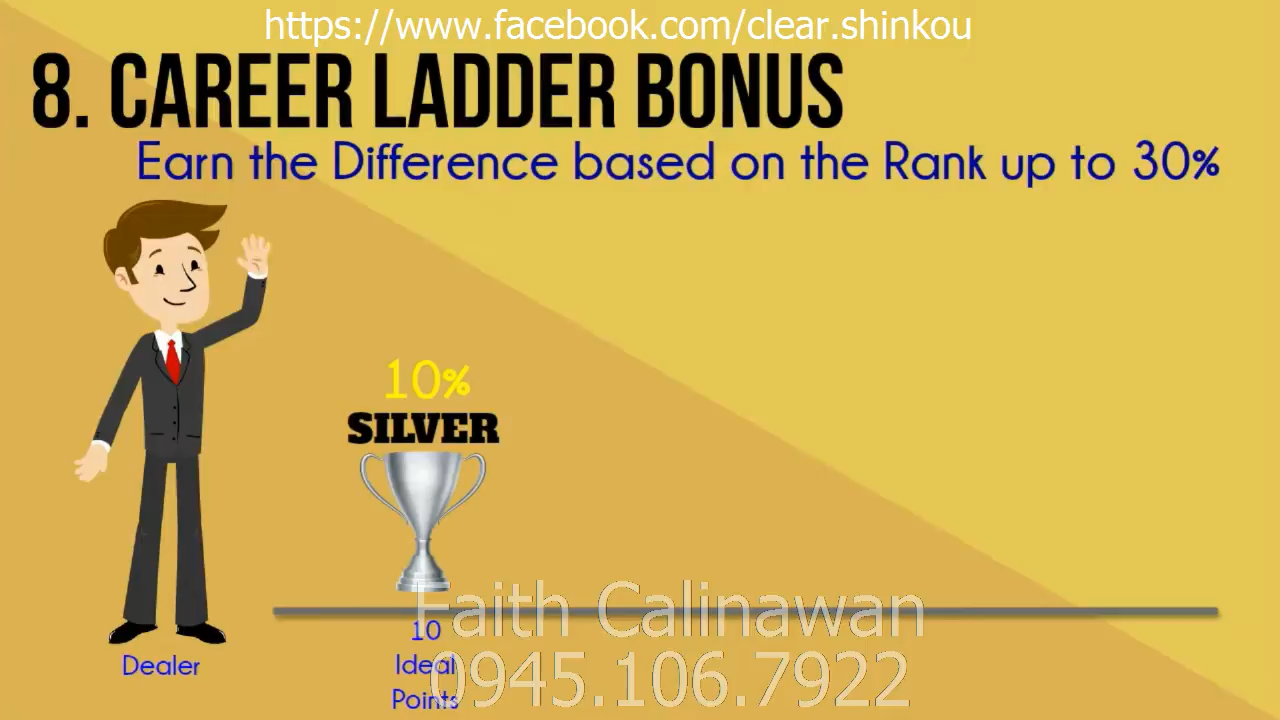 https://www.facebook.com/clear.shinkou
8. CAREER LADDER BONUS
Earn the Difference based on the Rank up to 30%
10%
SILVER
Faith Calinawan
10
Ideal
Points
Dealer
0945.106.7922